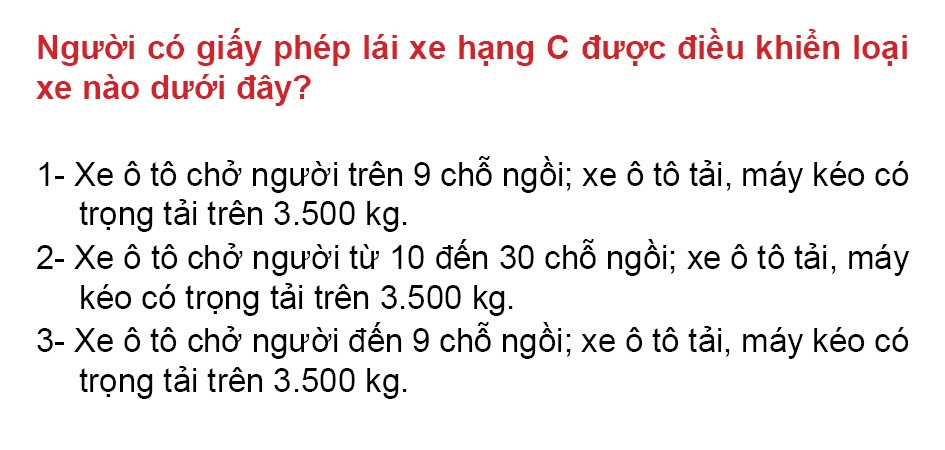 Người có giấy phép lái xe hạng C được điều khiển loại
xe nào dưới đây?
1- Xe ô tô chở người trên 9 chỗ ngồi; xe ô tô tải, máy kéo có
trọng tải trên 3.500 kg.
2- Xe ô tô chở người từ 10 đến 30 chỗ ngồi; xe ô tô tải, máy
kéo có trọng tải trên 3.500 kg.
3- Xe ô tô chở người đến 9 chỗ ngồi; xe ô tô tải, máy kéo có
trọng tải trên 3.500 kg.